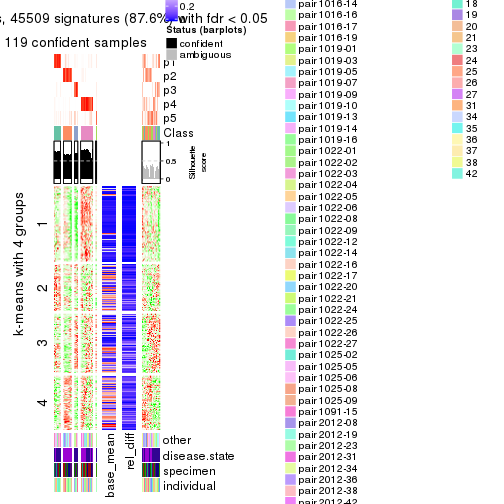 s, 45509 signatures (87.6%) with fdr < 0.05
119 confident samples
0.2
Status (barplots)
confident
ambiguous
p1
p2
p3
p4
p5
Class
1
0.5
0
Silhouette
score
k-means with 4 groups
1
2
3
4
base_mean
rel_diff
other
disease.state
specimen
individual
pair1016-14
pair1016-16
pair1016-17
pair1016-19
pair1019-01
pair1019-03
pair1019-05
pair1019-07
pair1019-09
pair1019-10
pair1019-13
pair1019-14
pair1019-16
pair1022-01
pair1022-02
pair1022-03
pair1022-04
pair1022-05
pair1022-06
pair1022-08
pair1022-09
pair1022-12
pair1022-14
pair1022-16
pair1022-17
pair1022-20
pair1022-21
pair1022-24
pair1022-25
pair1022-26
pair1022-27
pair1025-02
pair1025-05
pair1025-06
pair1025-08
pair1025-09
pair1091-15
pair2012-08
pair2012-19
pair2012-23
pair2012-31
pair2012-34
pair2012-36
pair2012-38
pair2012-42
18
19
20
21
24
25
26
27
31
34
35
36
37
38
42